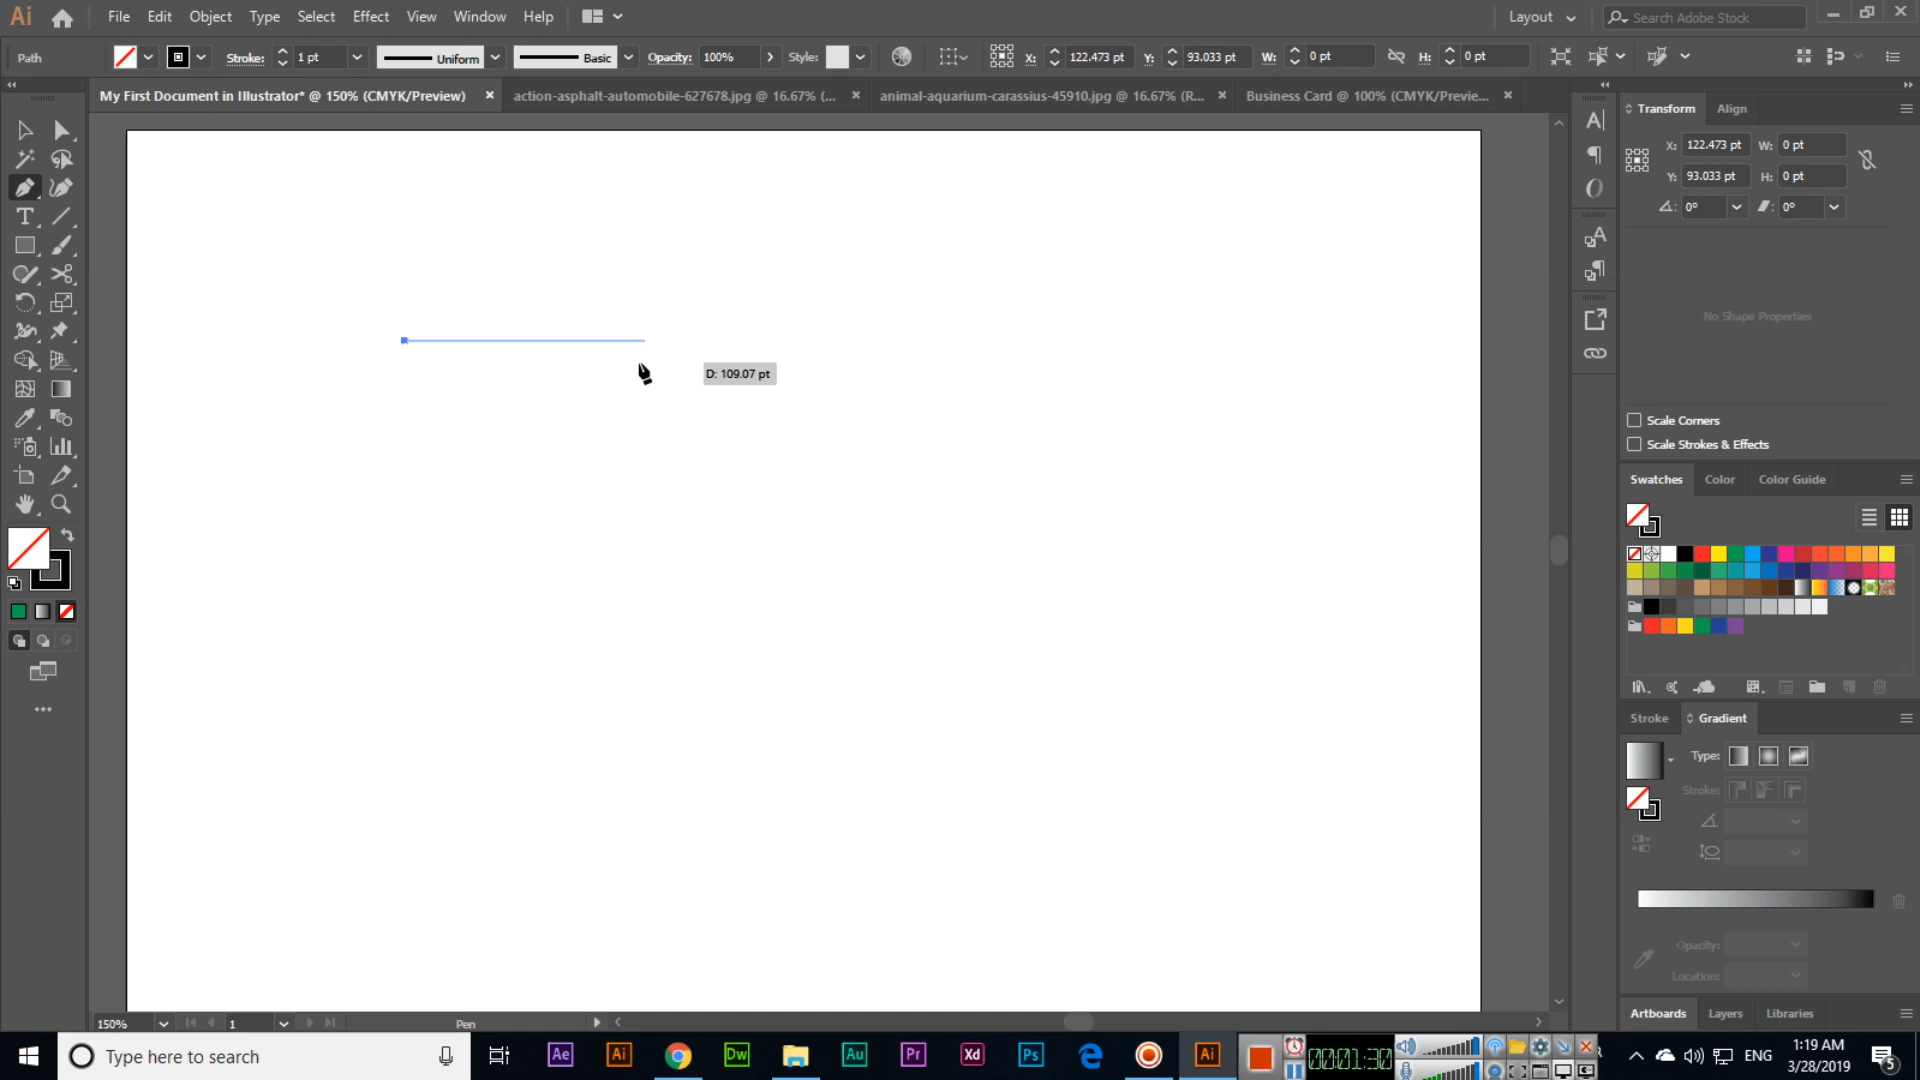 Ai File Edit Object Type Select Effect View Window Help Layout Search Adobe Stock
Path Stroke: 1 pt Uniform Basic Opacity: 100% Style: X: 122.473 pt Y: 93.033 pt W: 0 pt H: 0 pt
My First Document in Illustrator* @ 150% (CMYK/Preview) × action-asphalt-automobile-627678.jpg @ 16.67% (... × animal-aquarium-carassius-45910.jpg @ 16.67% (R... × Business Card @ 100% (CMYK/Previe... ×
Transform Align
X: 122.473 pt W: 0 pt
Y: 93.033 pt H: 0 pt
0° 0°
No Shape Properties
D: 109.07 pt
Scale Corners
Scale Strokes & Effects
Swatches Color Color Guide
Stroke Gradient
Type:
Stroke:
Opacity:
Location:
Artboards Layers Libraries
150% 1 Pen
Type here to search Ae Ai Dw Au Pr Xd Ps Ai 00:01:30 ENG 1:19 AM
3/28/2019 5